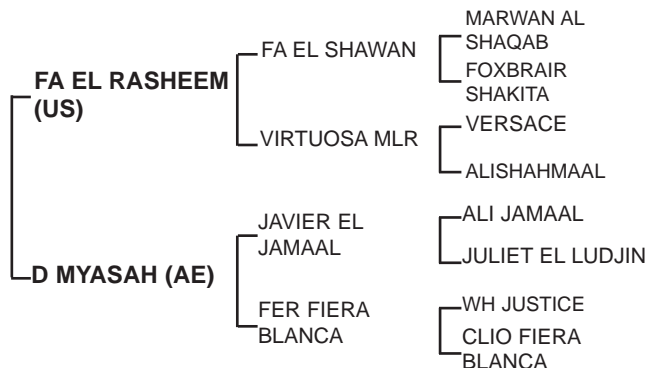 MARWAN AL
SHAQAB
FA EL SHAWAN
FOXBRAIR
SHAKITA
FA EL RASHEEM
(US)
VERSACE
VIRTUOSA MLR
ALISHAHMAAL
ALI JAMAAL
JAVIER EL
JAMAAL
JULIET EL LUDJIN
D MYASAH (AE)
WH JUSTICE
FER FIERA
BLANCA
CLIO FIERA
BLANCA